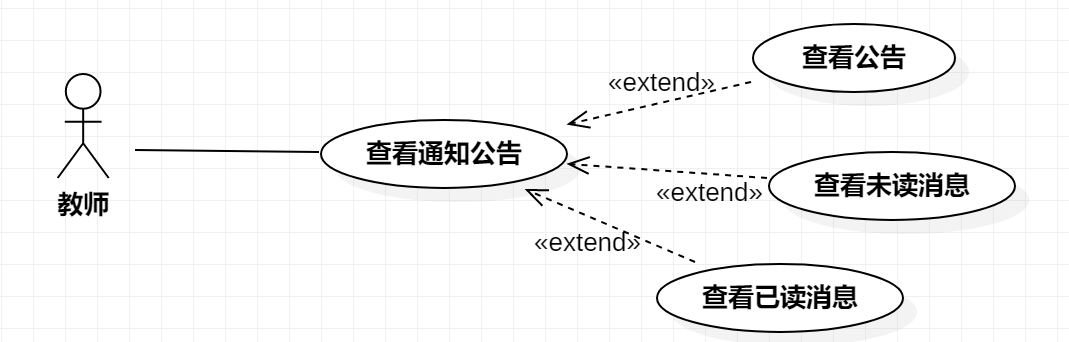 查看公告
«extend»
教师
查看通知公告
«extend»
查看未读消息
«extend»
查看已读消息